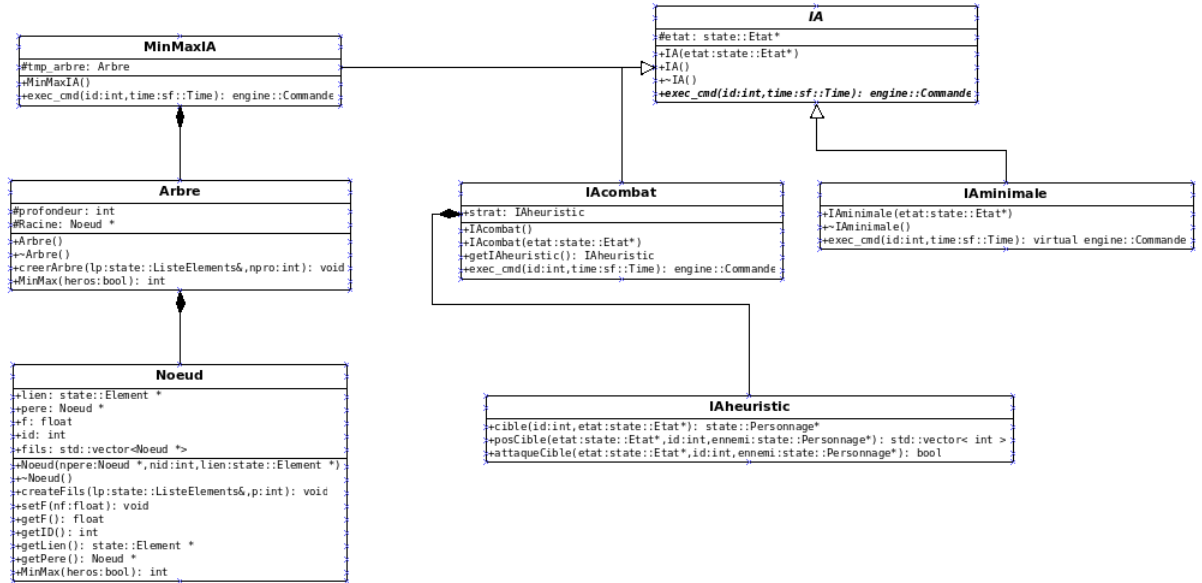 MinMaxIA
#tmp_arbre: Arbre
+MinMaxIA()
+exec_cmd(id:int,time:sf::Time): engine::Commande
IA
#etat: state::Etat*
+IA(etat:state::Etat*)
+IA()
+~IA()
+exec_cmd(id:int,time:sf::Time): engine::Commande
Arbre
#profondeur: int
#Racine: Noeud *
+Arbre()
+~Arbre()
+creerArbre(lp:state::ListeElements&,npro:int): void
+MinMax(heros:bool): int
IAcombat
+strat: IAheuristic
+IAcombat()
+IAcombat(etat:state::Etat*)
+getIAheuristic(): IAheuristic
+exec_cmd(id:int,time:sf::Time): engine::Commande
IAminimale
+IAminimale(etat:state::Etat*)
+~IAminimale()
+exec_cmd(id:int,time:sf::Time): virtual engine::Commande
Noeud
+lien: state::Element *
+pere: Noeud *
+f: float
+id: int
+fils: std::vector<Noeud *>
+Noeud(npere:Noeud *,nid:int,lien:state::Element *)
+~Noeud()
+createFils(lp:state::ListeElements&,p:int): void
+setF(nf:float): void
+getF(): float
+getID(): int
+getLien(): state::Element *
+getPere(): Noeud *
+MinMax(heros:bool): int
IAheuristic
+cible(id:int,etat:state::Etat*): state::Personnage*
+posCible(etat:state::Etat*,id:int,ennemi:state::Personnage*): std::vector< int >
+attaqueCible(etat:state::Etat*,id:int,ennemi:state::Personnage*): bool